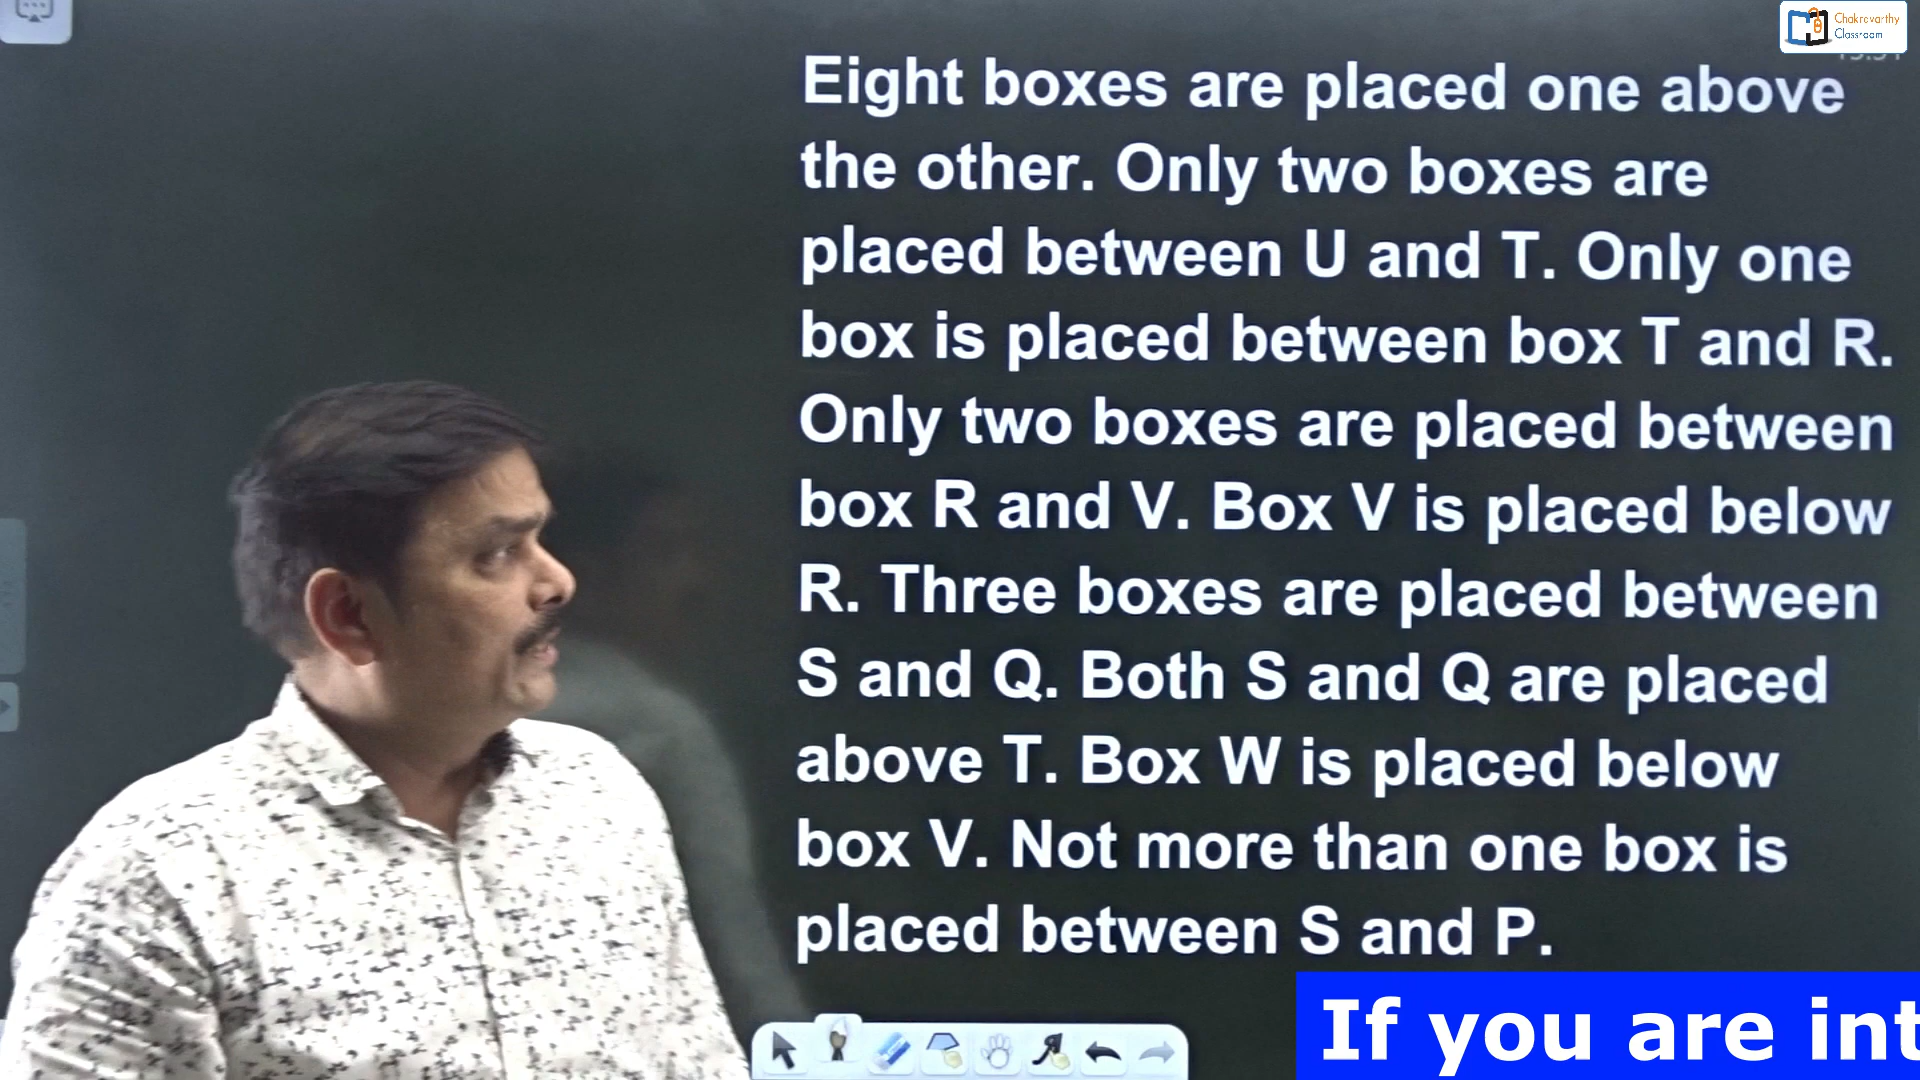 Chakravarthy
Classroom
Eight boxes are placed one above
the other. Only two boxes are
placed between U and T. Only one
box is placed between box T and R.
Only two boxes are placed between
box R and V. Box V is placed below
R. Three boxes are placed between
S and Q. Both S and Q are placed
above T. Box W is placed below
box V. Not more than one box is
placed between S and P.
If you are int